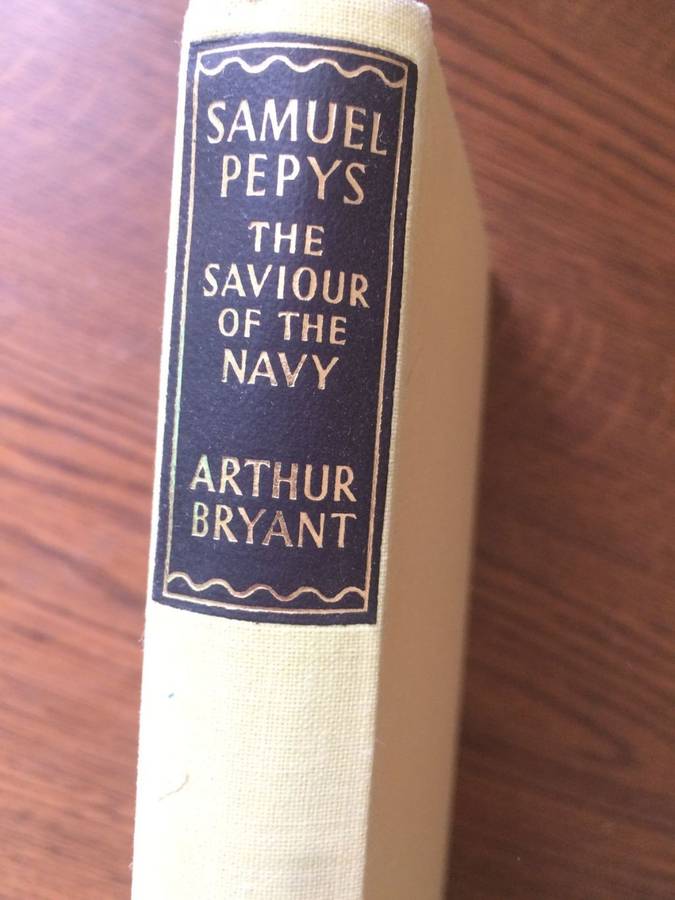 SAMUEL
PEPYS
THE
SAVIOUR
OF THE
NAVY
ARTHUR
BRYANT